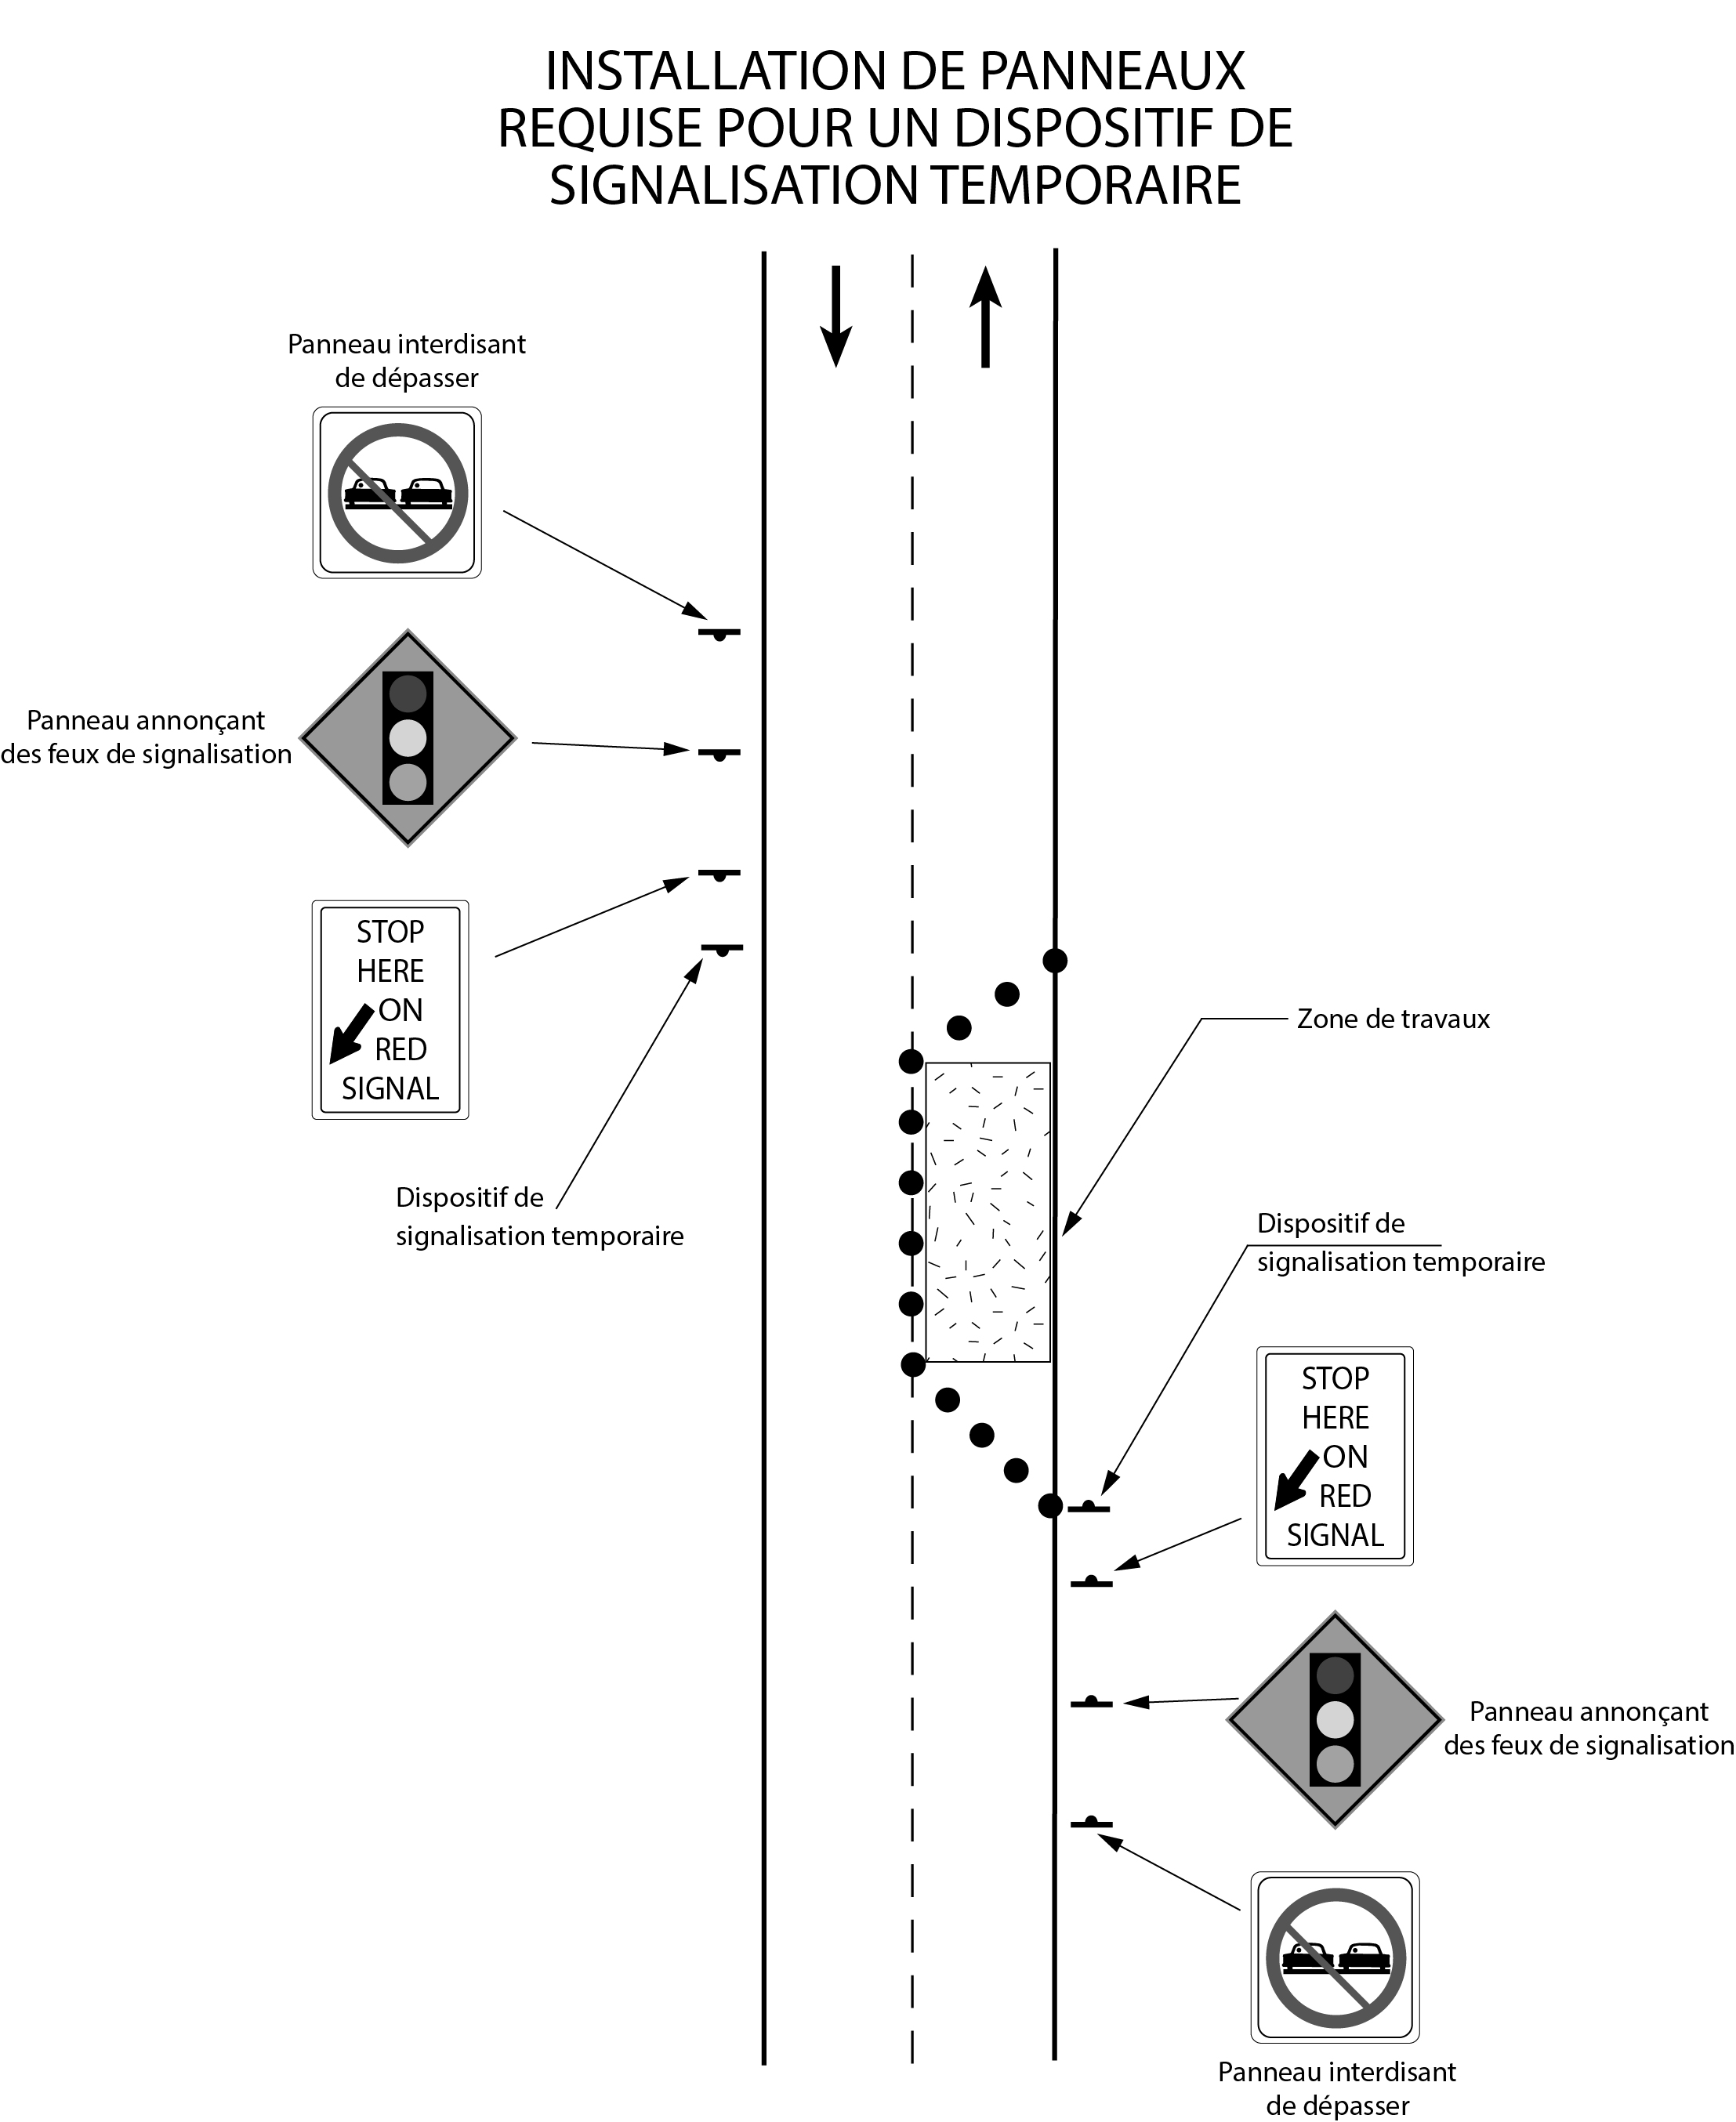 INSTALLATION DE PANNEAUX
REQUISE POUR UN DISPOSITIF DE
SIGNALISATION TEMPORAIRE
Panneau interdisant
de dépasser
Panneau annonçant
des feux de signalisation
STOP
HERE
ON
RED
SIGNAL
Dispositif de
signalisation temporaire
Zone de travaux
Dispositif de
signalisation temporaire
STOP
HERE
ON
RED
SIGNAL
Panneau annonçant
des feux de signalisation
Panneau interdisant
de dépasser